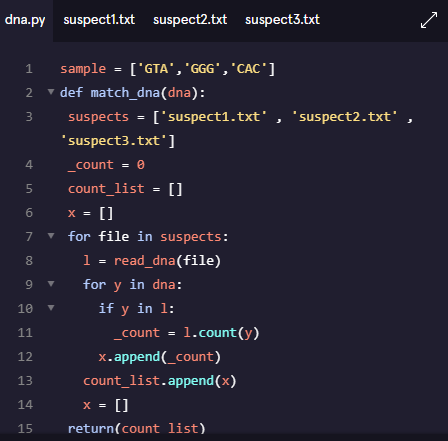 dna.py suspect1.txt suspect2.txt suspect3.txt
1 sample = ['GTA','GGG','CAC']
2 def match_dna(dna):
3 suspects = ['suspect1.txt' , 'suspect2.txt' ,
'suspect3.txt']
4 _count = 0
5 count_list = []
6 x = []
7 for file in suspects:
8 l = read_dna(file)
9 for y in dna:
10 if y in l:
11 _count = l.count(y)
12 x.append(_count)
13 count_list.append(x)
14 x = []
15 return(count_list)